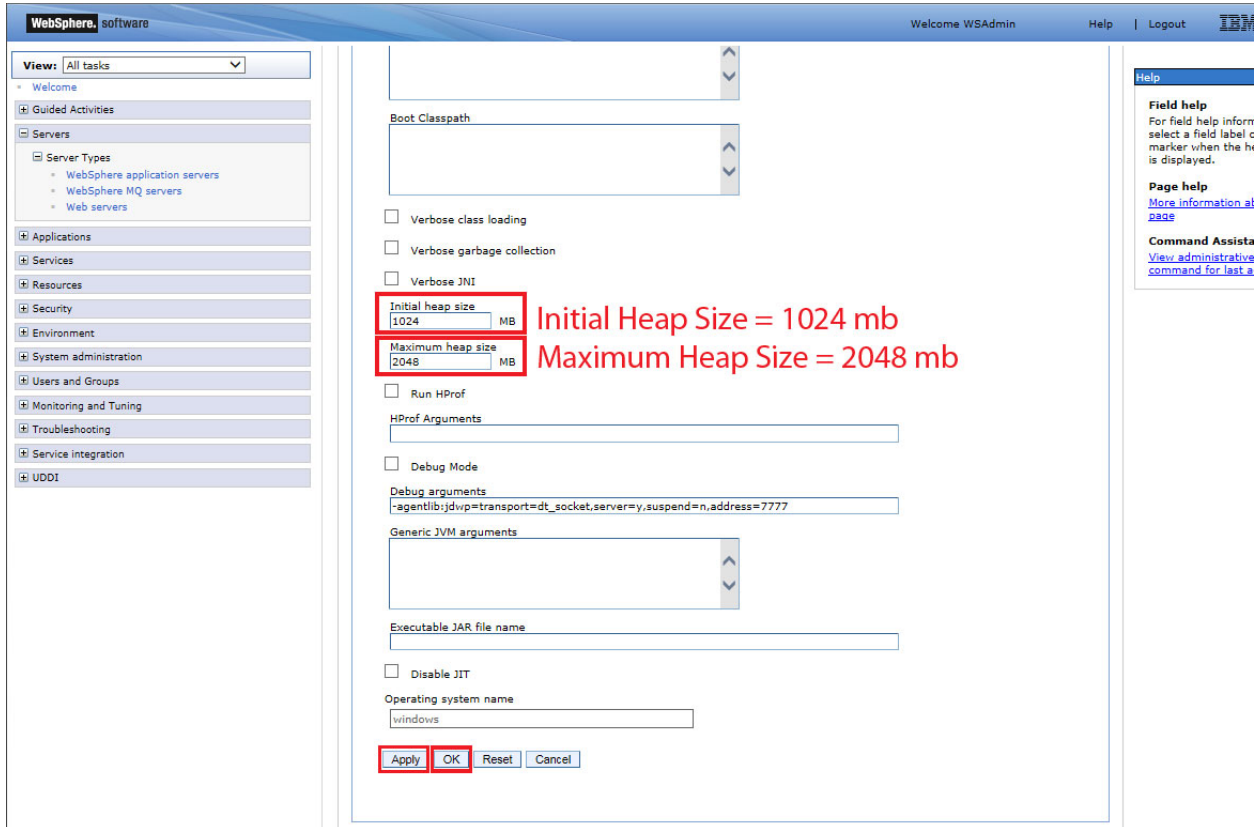 WebSphere. software
Welcome WSAdmin
Help | Logout
IBM
View: All tasks
Welcome
Guided Activities
Servers
Server Types
WebSphere application servers
WebSphere MQ servers
Web servers
Applications
Services
Resources
Security
Environment
System administration
Users and Groups
Monitoring and Tuning
Troubleshooting
Service integration
UDDI
Boot Classpath
Verbose class loading
Verbose garbage collection
Verbose JNI
Initial heap size
1024 MB
Initial Heap Size = 1024 mb
Maximum heap size
2048 MB
Maximum Heap Size = 2048 mb
Run HProf
HProf Arguments
Debug Mode
Debug arguments
-agentlib:jdwp=transport=dt_socket,server=y,suspend=n,address=7777
Generic JVM arguments
Executable JAR file name
Disable JIT
Operating system name
windows
Apply OK Reset Cancel
Help
Field help
For field help
select a field label
marker when the
is displayed.
Page help
More information
page
Command
View administrative
command for last